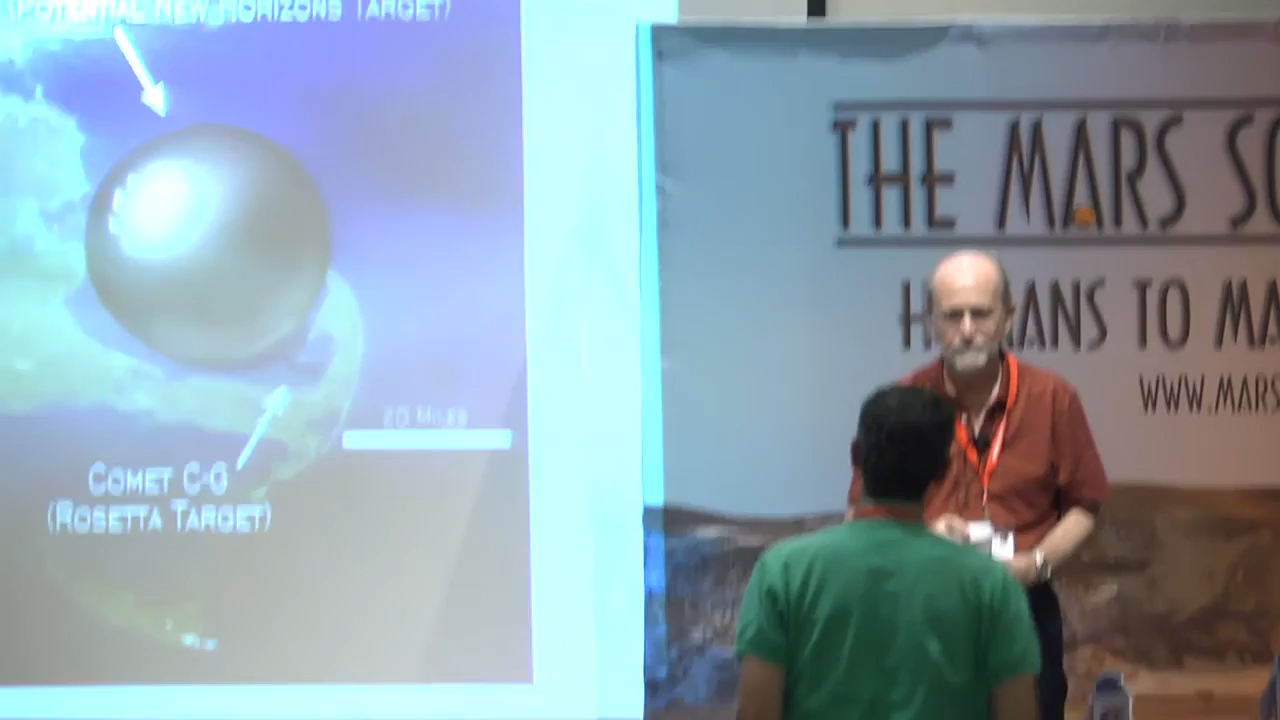 (POTENTIAL NEW HORIZONS TARGET)
20 MILES
COMET C-G
(ROSETTA TARGET)
THE MARS SO
H ANS TO MA
WWW.MARS